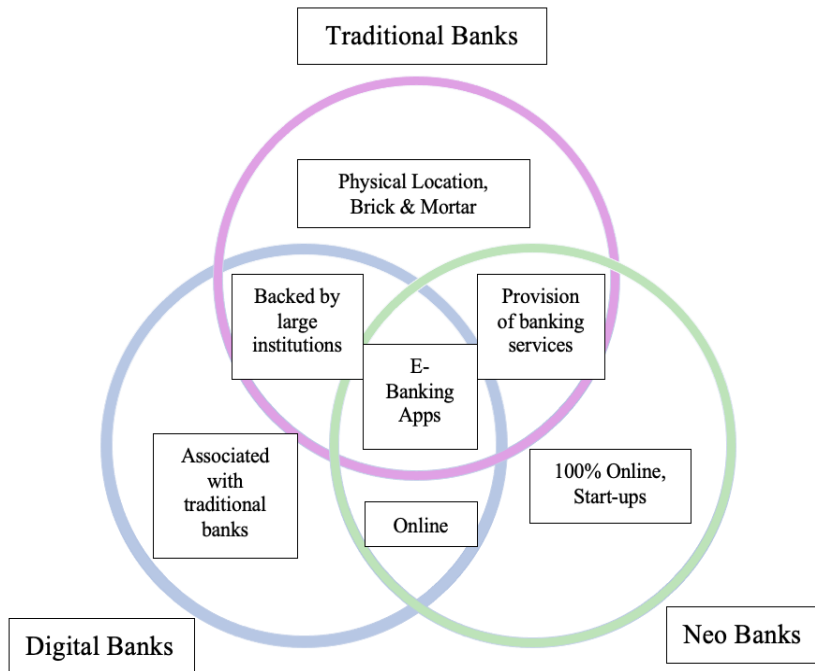 Traditional Banks
Physical Location,
Brick & Mortar
Backed by
large
institutions
Provision
of banking
services
E-
Banking
Apps
Associated
with
traditional
banks
100% Online,
Start-ups
Online
Digital Banks
Neo Banks